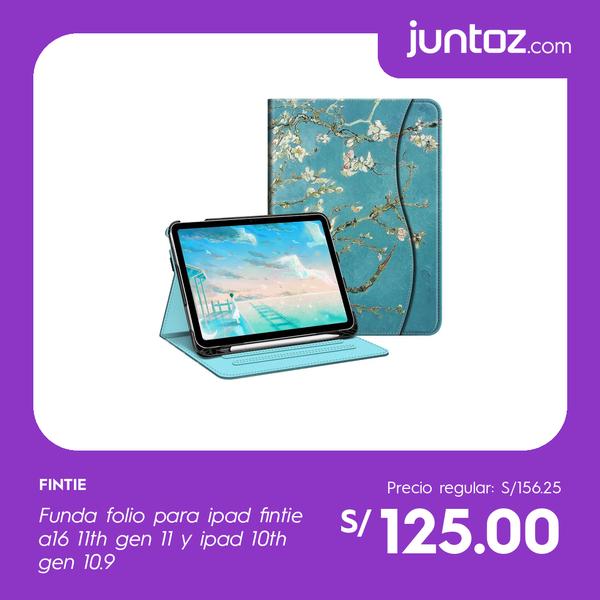 juntoz.com
FINTIE
Funda folio para ipad fintie
a16 11th gen 11 y ipad 10th
gen 10.9
Precio regular: S/156.25
S/125.00